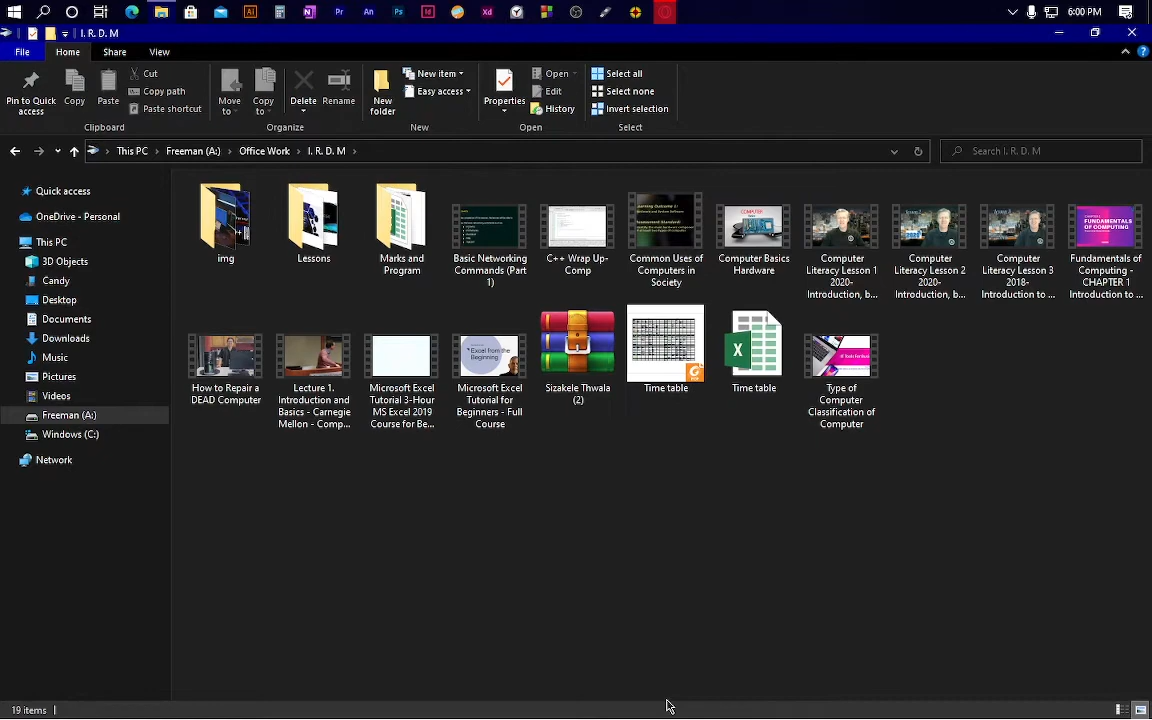 6:00 PM
I. R. D. M
File
Home
Share
View
Pin to Quick
access
Copy
Paste
Cut
Copy path
Paste shortcut
Clipboard
Move
to
Copy
to
Delete
Rename
Organize
New
folder
New item
Easy access
New
Properties
Open
Edit
History
Open
Select all
Select none
Invert selection
Select
This PC
Freeman (A:)
Office Work
I. R. D. M
Search I. R. D. M
Quick access
OneDrive - Personal
This PC
3D Objects
Candy
Desktop
Documents
Downloads
Music
Pictures
Videos
Freeman (A:)
Windows (C:)
Network
img
Lessons
Marks and
Program
Basic Networking
Commands (Part
1)
C++ Wrap Up-
Comp
Common Uses of
Computers in
Society
COMPUTER
Computer Basics
Hardware
Computer
Literacy Lesson 1
2020-
Introduction, b...
Computer
Literacy Lesson 2
2020-
Introduction, b...
Computer
Literacy Lesson 3
2018-
Introduction to ...
FUNDAMENTALS
OF COMPUTING
Fundamentals of
Computing -
CHAPTER 1
Introduction to ...
How to Repair a
DEAD Computer
Lecture 1.
Introduction and
Basics - Carnegie
Mellon - Comp...
Microsoft Excel
Tutorial 3-Hour
MS Excel 2019
Course for Be...
Excel from the
Beginning
Microsoft Excel
Tutorial for
Beginners - Full
Course
Sizakele Thwala
(2)
Time table
Time table
Type of
Computer
Classification of
Computer
19 items